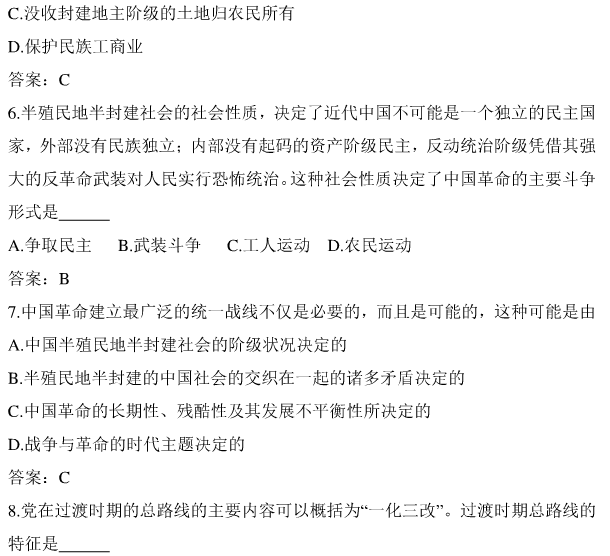 C.没收封建地主阶级的土地归农民所有
D.保护民族工商业
答案：C
6.半殖民地半封建社会的社会性质，决定了近代中国不可能是一个独立的民主国
家，外部没有民族独立；内部没有起码的资产阶级民主，反动统治阶级凭借其强
大的反革命武装对人民实行恐怖统治。这种社会性质决定了中国革命的主要斗争
形式是______
A.争取民主 B.武装斗争 C.工人运动 D.农民运动
答案：B
7.中国革命建立最广泛的统一战线不仅是必要的，而且是可能的，这种可能是由
A.中国半殖民地半封建社会的阶级状况决定的
B.半殖民地半封建的中国社会的交织在一起的诸多矛盾决定的
C.中国革命的长期性、残酷性及其发展不平衡性所决定的
D.战争与革命的时代主题决定的
答案：C
8.党在过渡时期的总路线的主要内容可以概括为“一化三改”。过渡时期总路线的
特征是______